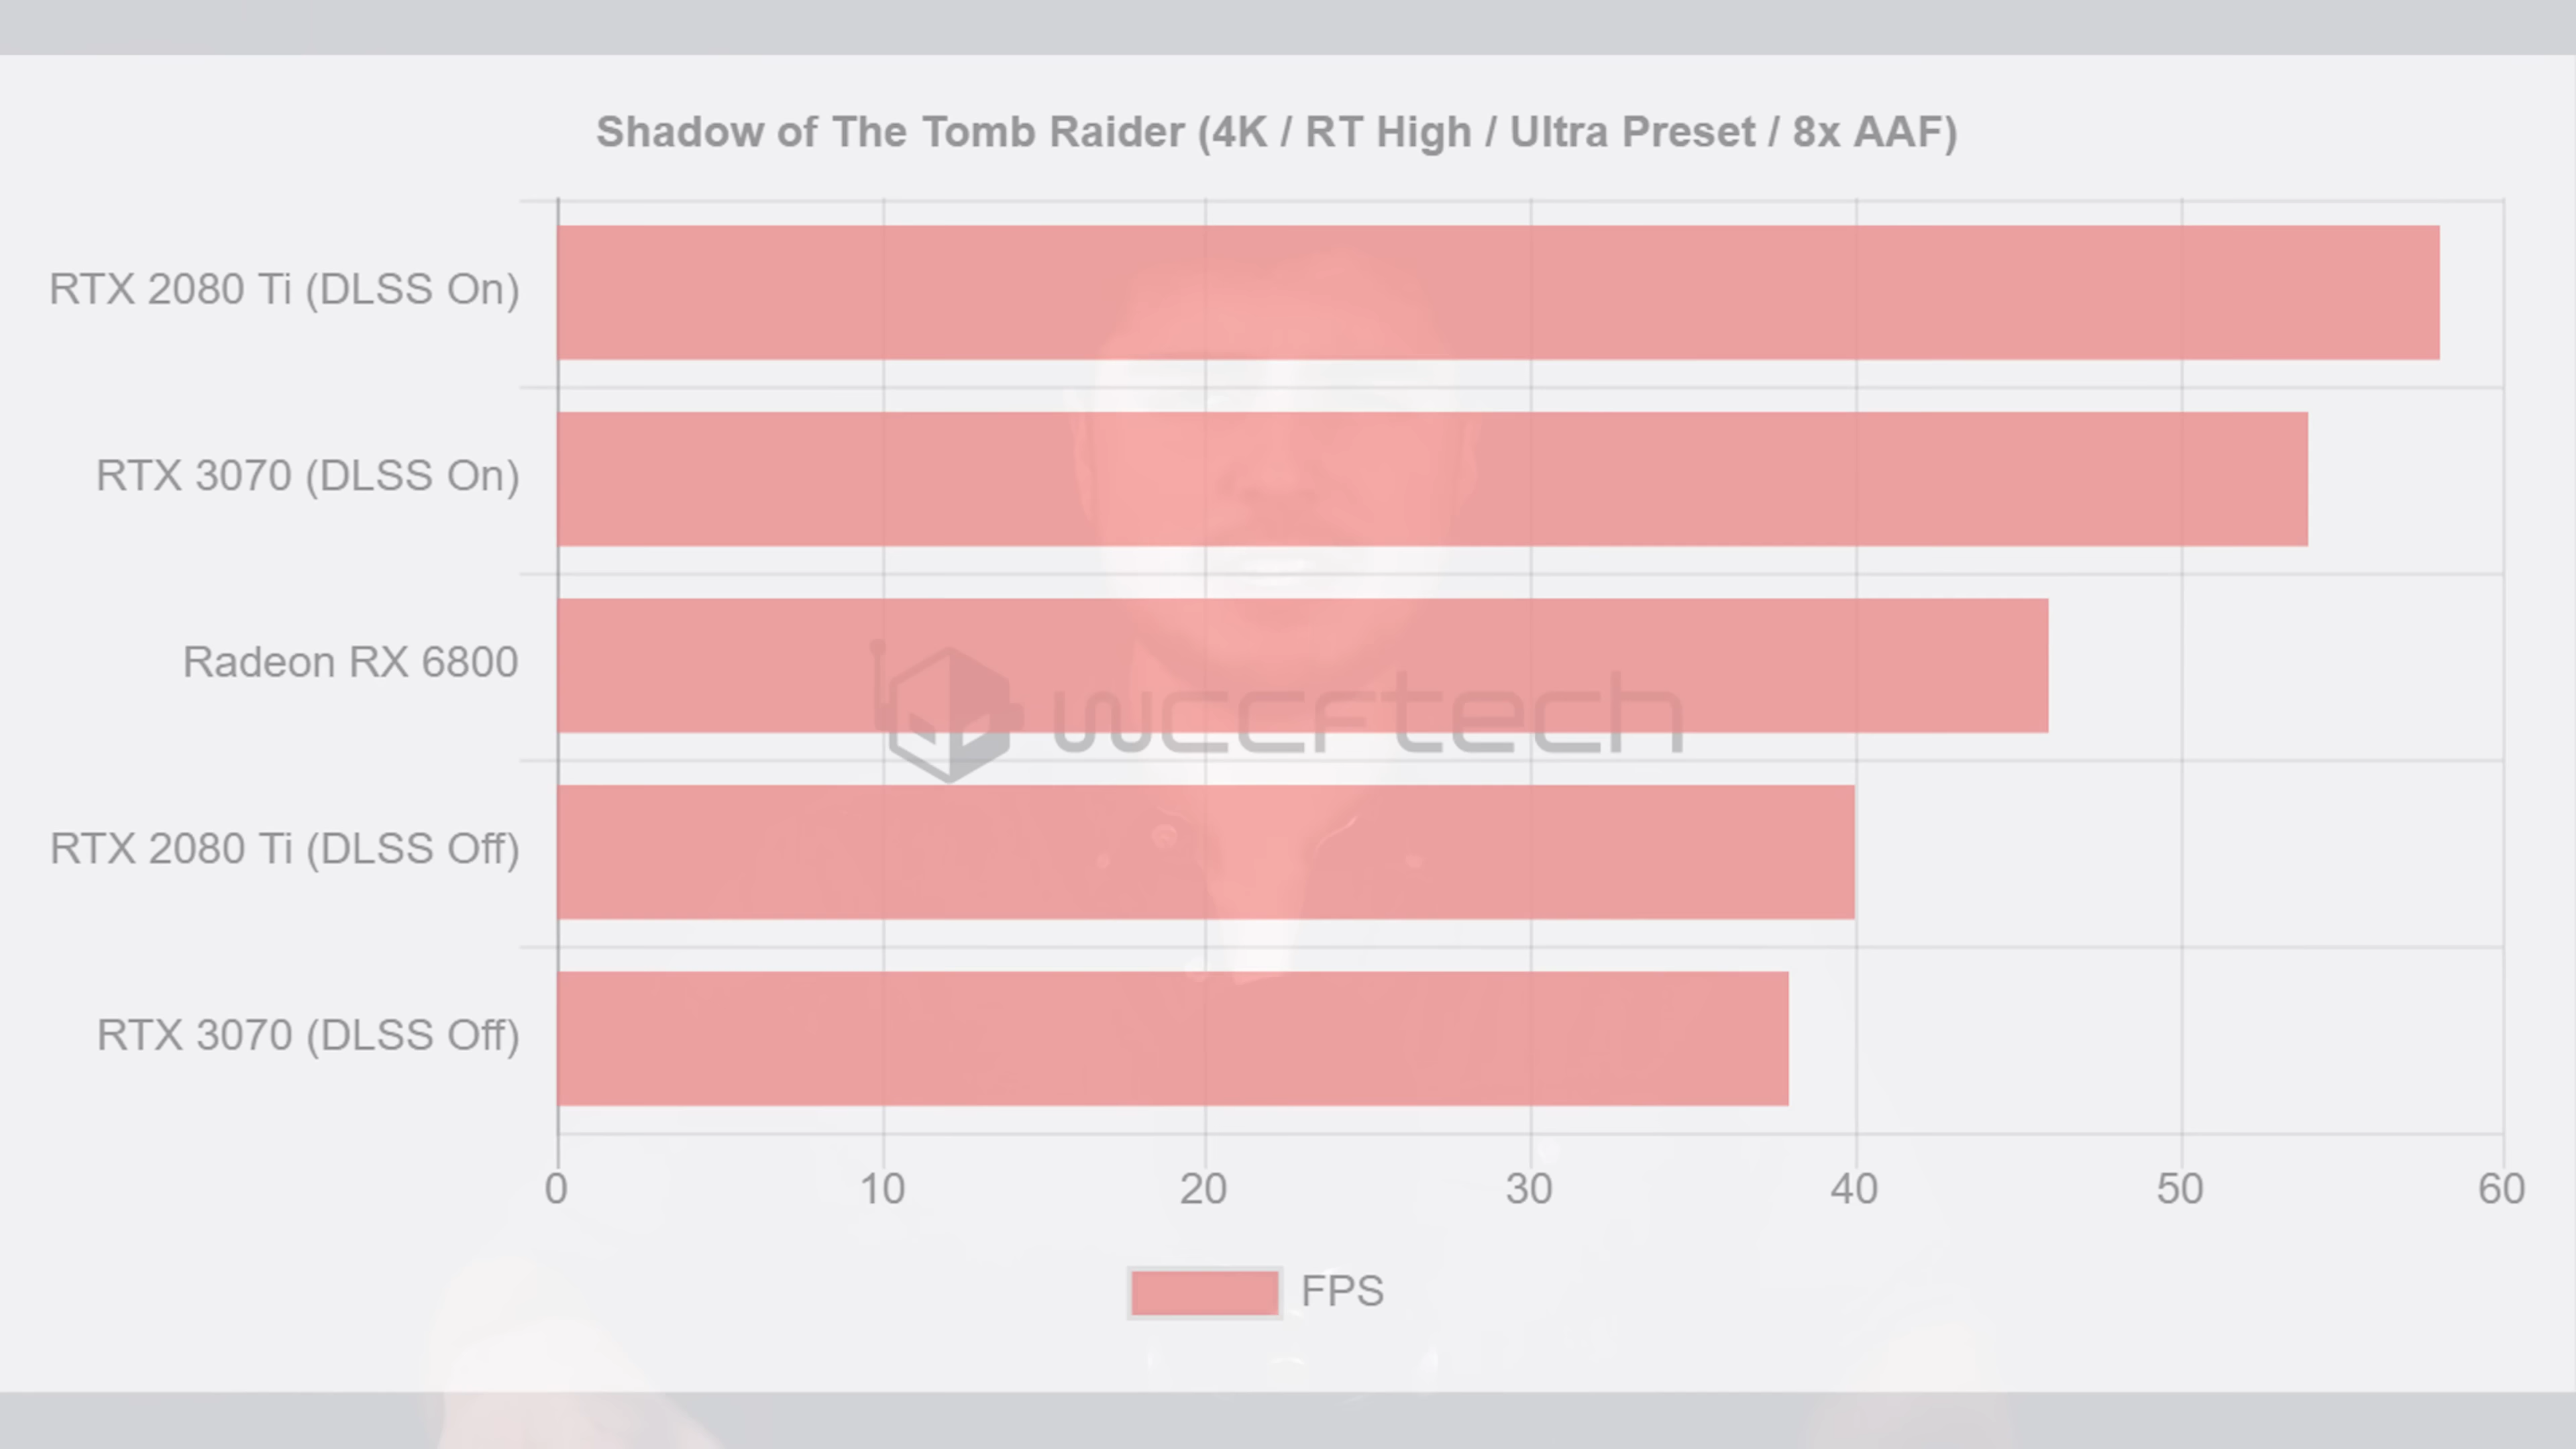 Shadow of The Tomb Raider (4K / RT High / Ultra Preset / 8x AAF)
RTX 2080 Ti (DLSS On)
RTX 3070 (DLSS On)
Radeon RX 6800
wccftech
RTX 2080 Ti (DLSS Off)
RTX 3070 (DLSS Off)
0 10 20 30 40 50 60
FPS